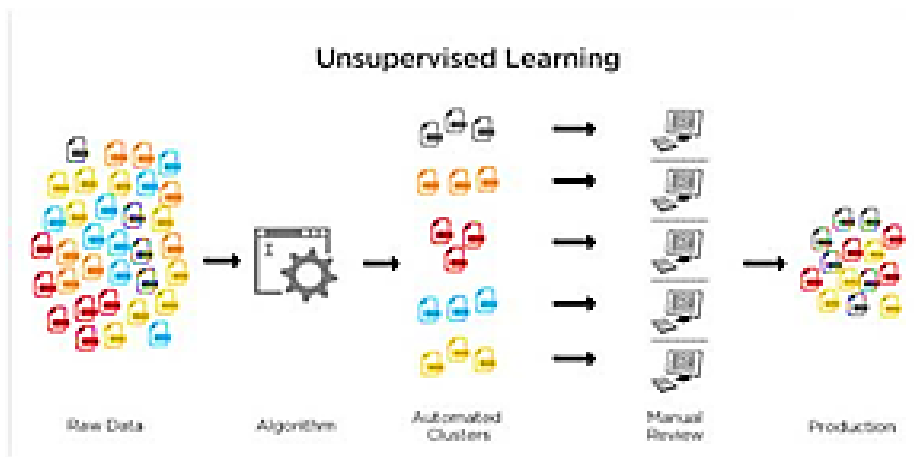 Unsupervised Learning
Raw Data
Algorithm
Automated
Clusters
Manual
Review
Production